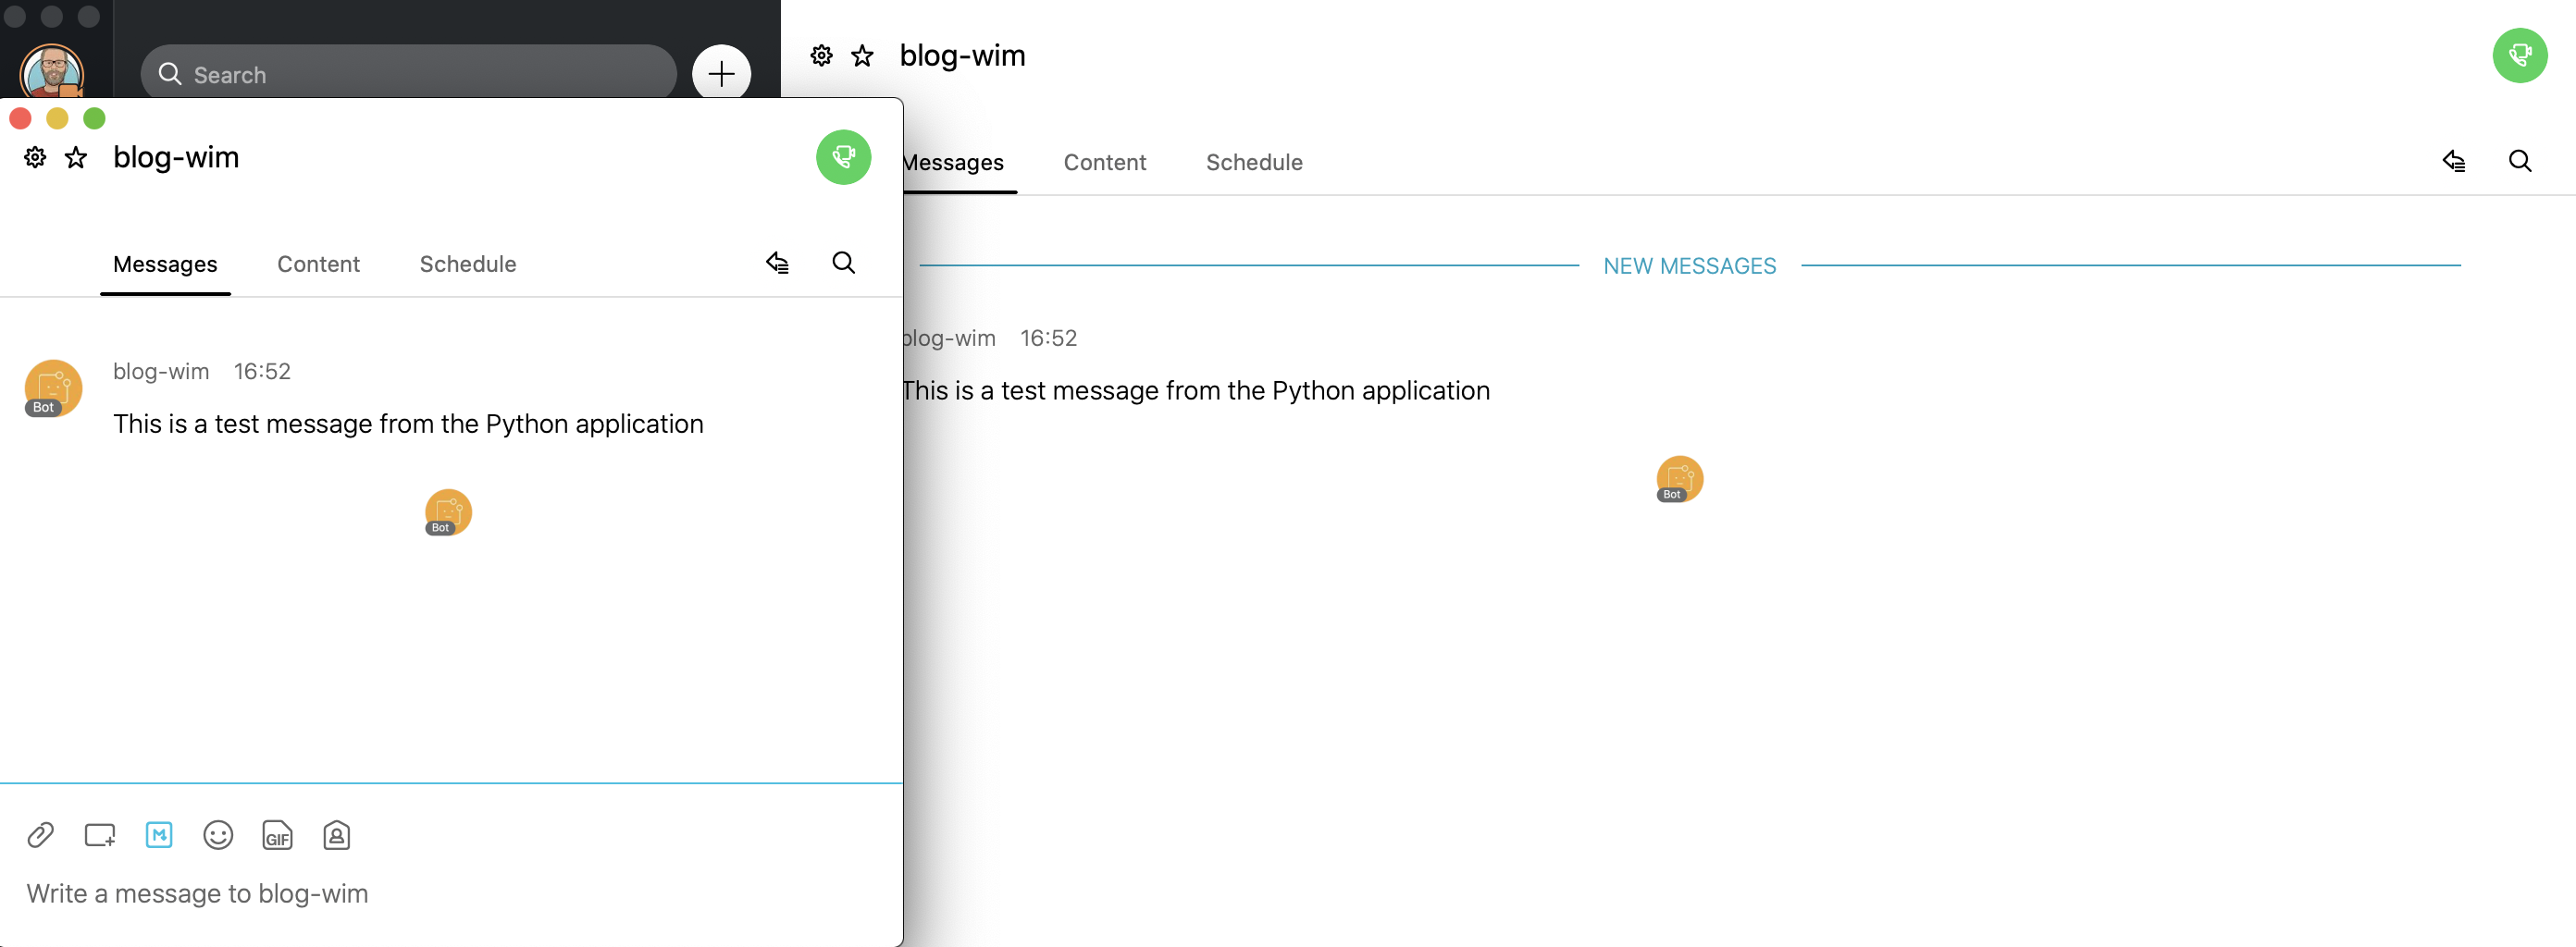 Search
blog-wim
Messages Content Schedule
NEW MESSAGES
blog-wim 16:52
This is a test message from the Python application
Bot
blog-wim
Messages Content Schedule
blog-wim 16:52
Bot
This is a test message from the Python application
Bot
GIF
Write a message to blog-wim